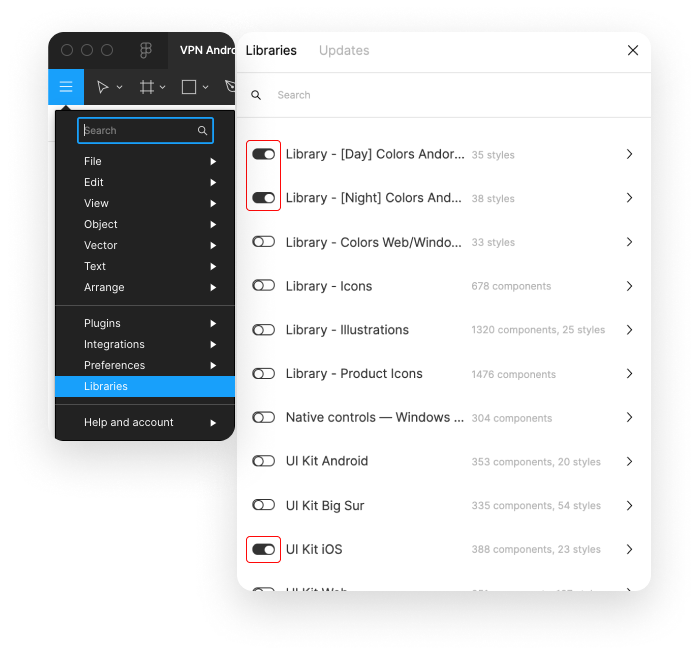 VPN Andro
Search
File
Edit
View
Object
Vector
Text
Arrange
Plugins
Integrations
Preferences
Libraries
Help and account
Libraries Updates
Search
Library - [Day] Colors Andor... 35 styles
Library - [Night] Colors And... 38 styles
Library - Colors Web/Windo... 33 styles
Library - Icons 678 components
Library - Illustrations 1320 components, 25 styles
Library - Product Icons 1476 components
Native controls — Windows ... 304 components
UI Kit Android 353 components, 20 styles
UI Kit Big Sur 335 components, 54 styles
UI Kit iOS 388 components, 23 styles
UI Kit Web